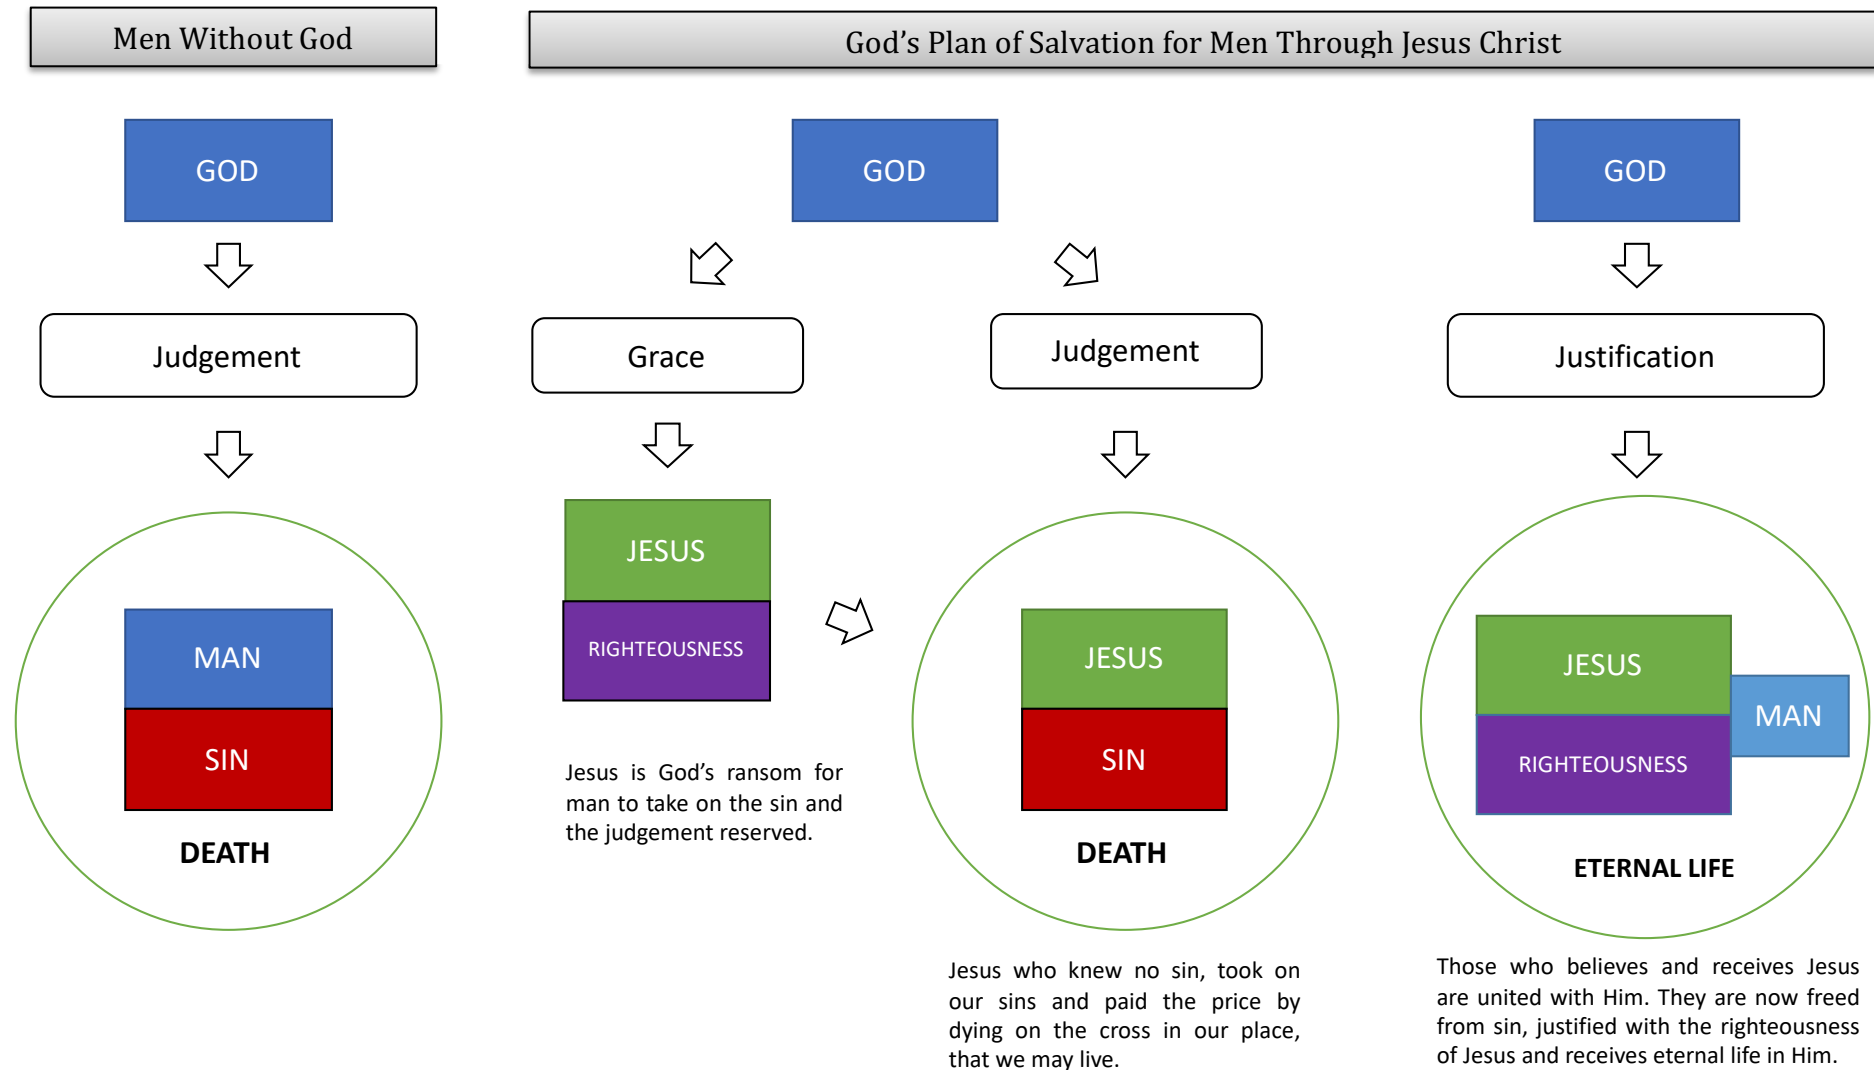 Men Without God
God’s Plan of Salvation for Men Through Jesus Christ
GOD
Judgement
MAN
SIN
DEATH
GOD
Grace
JESUS
RIGHTEOUSNESS
Jesus is God’s ransom for
man to take on the sin and
the judgement reserved.
Judgement
JESUS
SIN
DEATH
Jesus who knew no sin, took on
our sins and paid the price by
dying on the cross in our place,
that we may live.
GOD
Justification
JESUS
RIGHTEOUSNESS
MAN
ETERNAL LIFE
Those who believes and receives Jesus
are united with Him. They are now freed
from sin, justified with the righteousness
of Jesus and receives eternal life in Him.